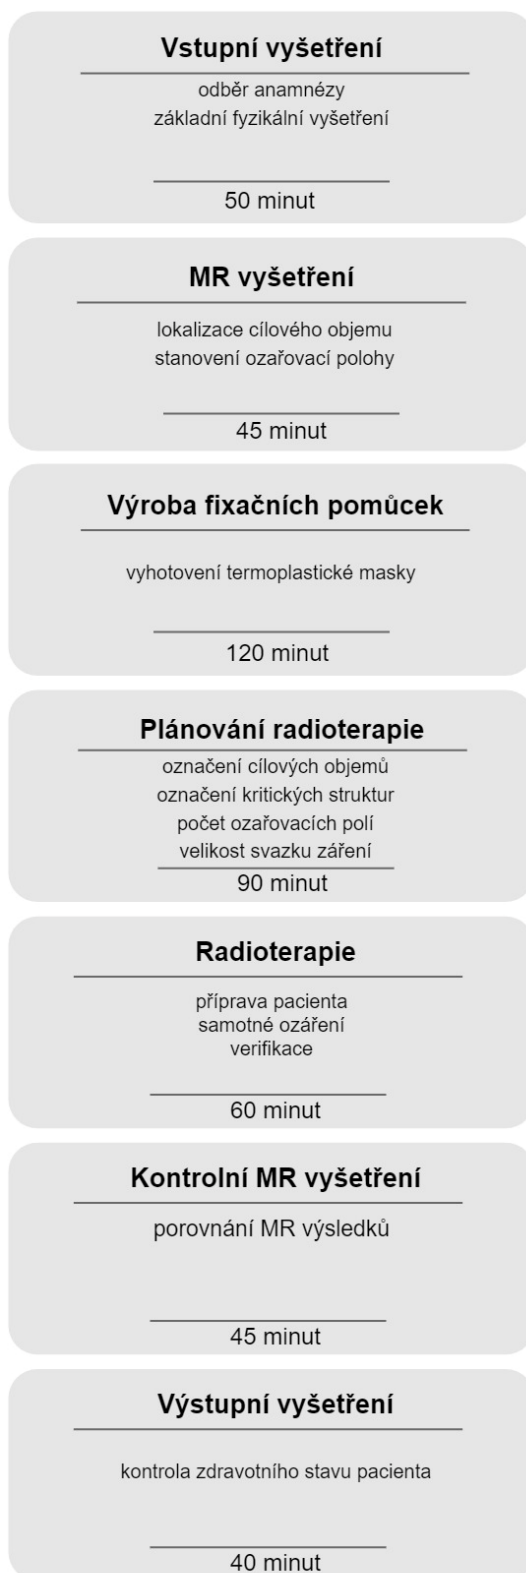 Vstupní vyšetření
odběr anamnézy
základní fyzikální vyšetření
50 minut
MR vyšetření
lokalizace cílového objemu
stanovení ozařovací polohy
45 minut
Výroba fixačních pomůcek
vyhotovení termoplastické masky
120 minut
Plánování radioterapie
označení cílových objemů
označení kritických struktur
počet ozařovacích polí
velikost svazku záření
90 minut
Radioterapie
příprava pacienta
samotné ozáření
verifikace
60 minut
Kontrolní MR vyšetření
porovnání MR výsledků
45 minut
Výstupní vyšetření
kontrola zdravotního stavu pacienta
40 minut